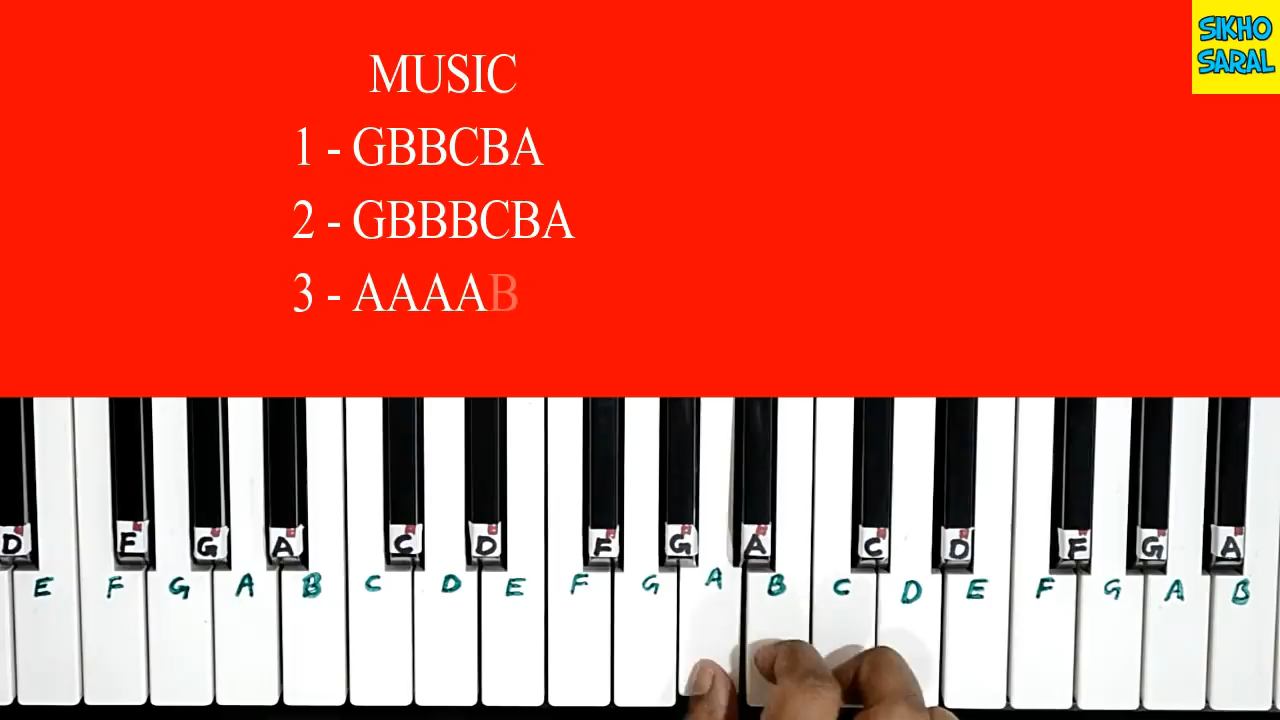 SIKHO
SARAL
MUSIC
1 - GBBCBA
2 - GBBBCBA
3 - AAAAB
D F G A C D F G A C D F G A
E F G A B C D E F G A B C D E F G A B